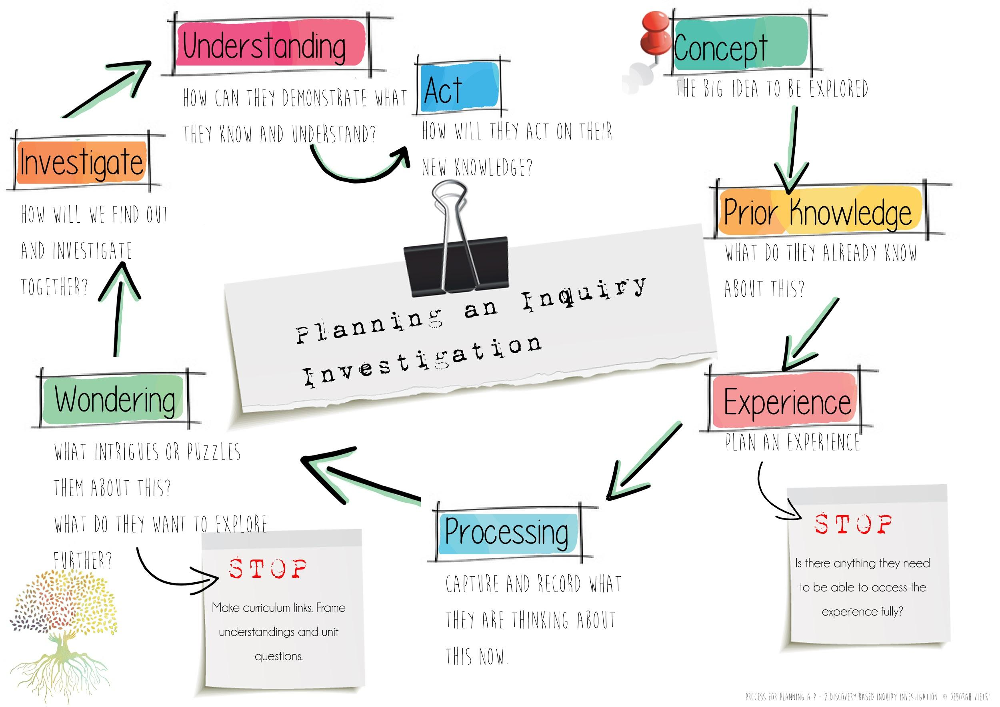 Concept
THE BIG IDEA TO BE EXPLORED
Prior Knowledge
WHAT DO THEY ALREADY KNOW
ABOUT THIS?
Experience
PLAN AN EXPERIENCE
STOP
Is there anything they need
to be able to access the
experience fully?
Processing
CAPTURE AND RECORD WHAT
THEY ARE THINKING ABOUT
THIS NOW.
Wondering
WHAT INTRIGUES OR PUZZLES
THEM ABOUT THIS?
WHAT DO THEY WANT TO EXPLORE
FURTHER?
STOP
Make curriculum links. Frame
understandings and unit
questions.
Investigate
HOW WILL WE FIND OUT
AND INVESTIGATE
TOGETHER?
Understanding
HOW CAN THEY DEMONSTRATE WHAT
THEY KNOW AND UNDERSTAND?
Act
HOW WILL THEY ACT ON THEIR
NEW KNOWLEDGE?
Planning an Inquiry
Investigation
PRCCESS FOR PLANNING A P - 2 DISCOVERY BASED INQUIRY INVESTIGATION © DEBORAH VIETRI